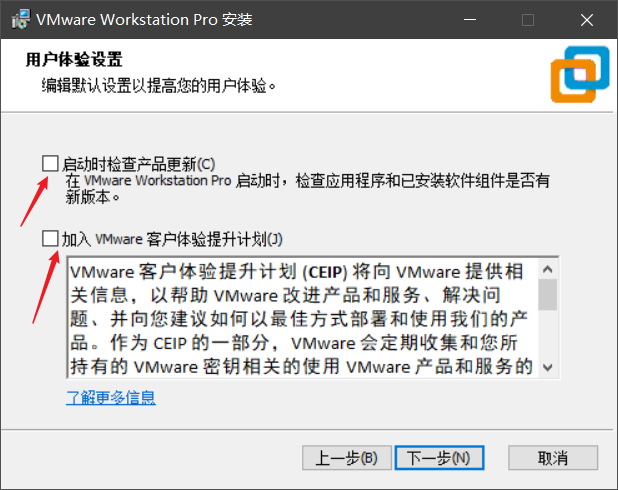 VMware Workstation Pro 安装
用户体验设置
编辑默认设置以提高您的用户体验。
启动时检查产品更新(C)
在 VMware Workstation Pro 启动时，检查应用程序和已安装软件组件是否有
新版本。
加入 VMware 客户体验提升计划(J)
VMware 客户体验提升计划 (CEIP) 将向 VMware 提供相
关信息，以帮助 VMware 改进产品和服务、解决问
题、并向您建议如何以最佳方式部署和使用我们的产
品。作为 CEIP 的一部分，VMware 会定期收集和您所
持有的 VMware 密钥相关的使用 VMware 产品和服务的
了解更多信息
上一步(B)
下一步(N)
取消